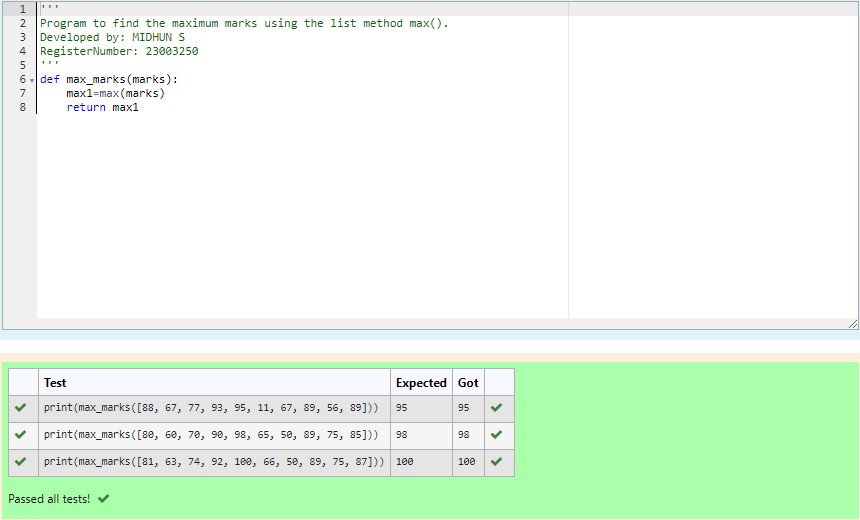 1 '''
2 Program to find the maximum marks using the list method max().
3 Developed by: MIDHUN S
4 RegisterNumber: 23003250
5 '''
6 def max_marks(marks):
7 max1=max(marks)
8 return max1
Test Expected Got
print(max_marks([88, 67, 77, 93, 95, 11, 67, 89, 56, 89])) 95 95
print(max_marks([80, 60, 70, 90, 98, 65, 50, 89, 75, 85])) 98 98
print(max_marks([81, 63, 74, 92, 100, 66, 50, 89, 75, 87])) 100 100
Passed all tests!